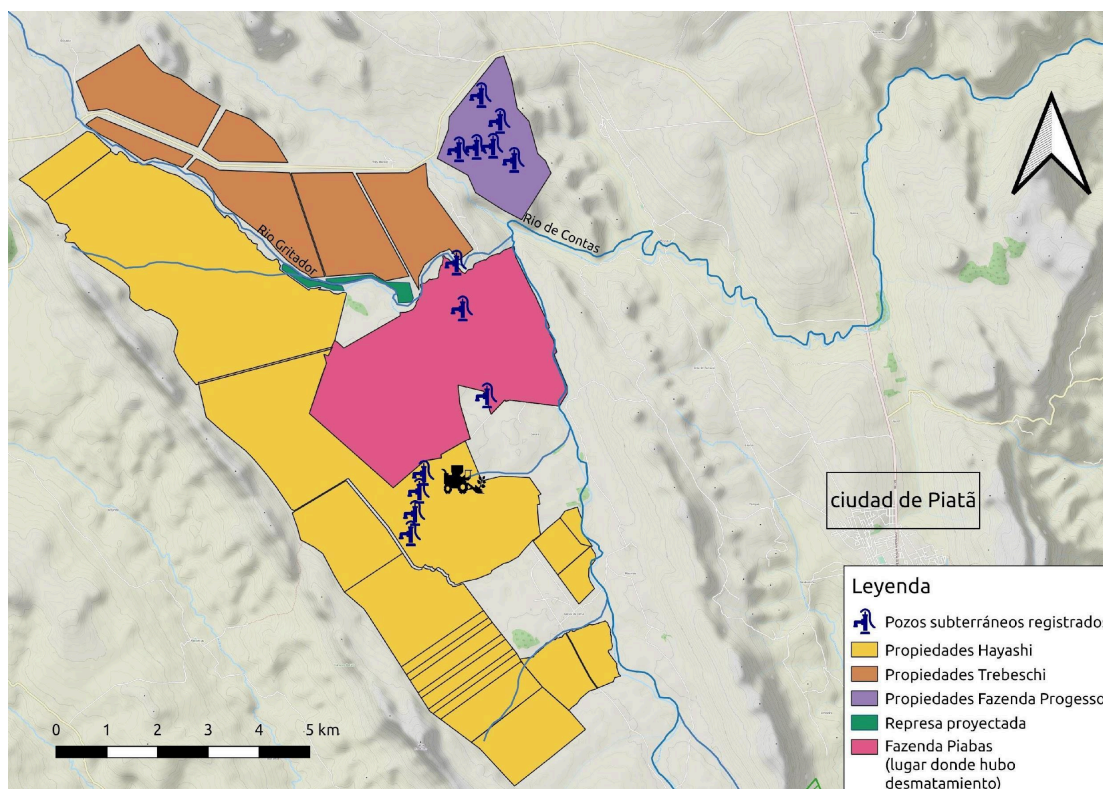 Rio Gritador
Rio de Contas
ciudad de Piatã
Leyenda
Pozos subterráneos registrados
Propiedades Hayashi
Propiedades Trebeschi
Propiedades Fazenda Progesso
Represa proyectada
Fazenda Piabas
(lugar donde hubo
desmatamiento)
0 1 2 3 4 5 km